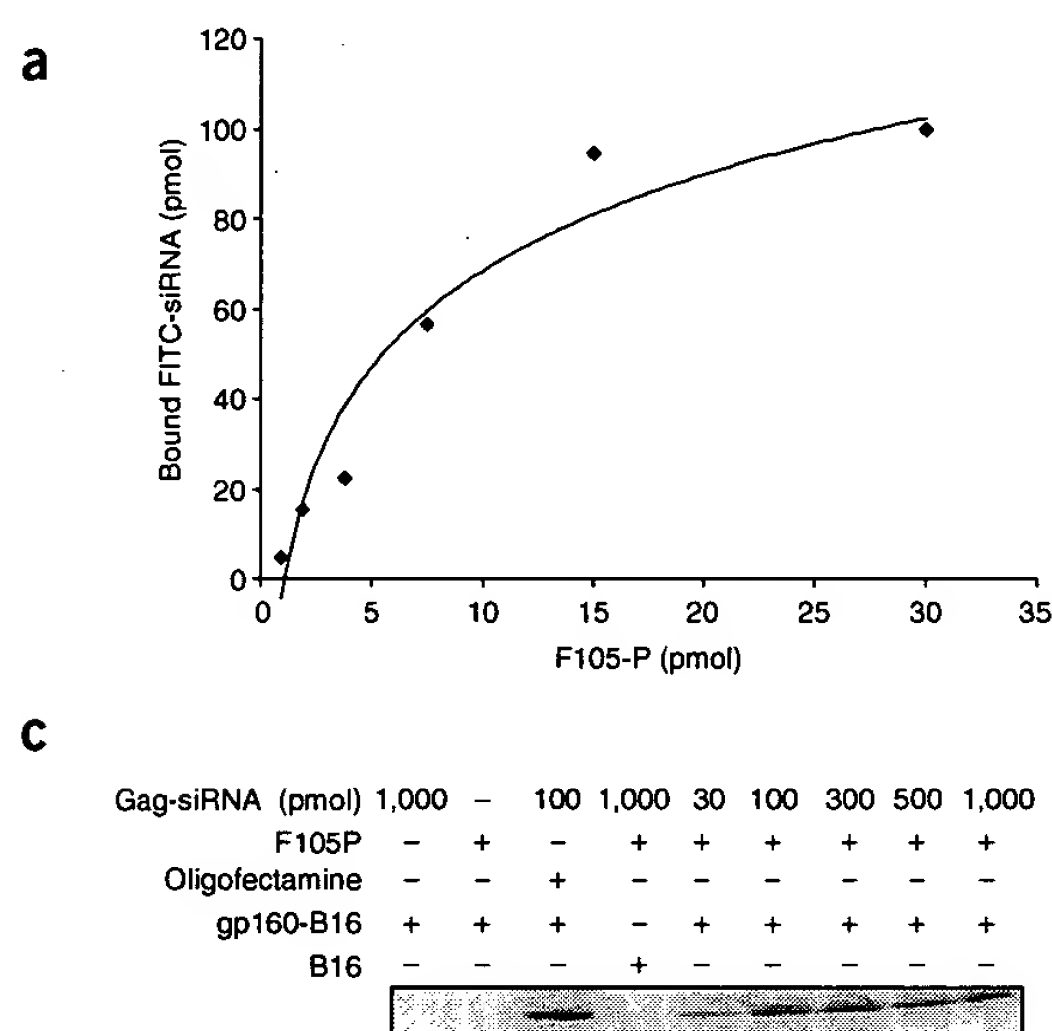 a
120
100
80
60
40
20
0
Bound FITC-siRNA (pmol)
0 5 10 15 20 25 30 35
F105-P (pmol)
c
Gag-siRNA (pmol) 1,000 – 100 1,000 30 100 300 500 1,000
F105P – + – + + + + + +
Oligofectamine – – + – – – – – –
gp160-B16 + + + – + + + + +
B16 – – – + – – – – –